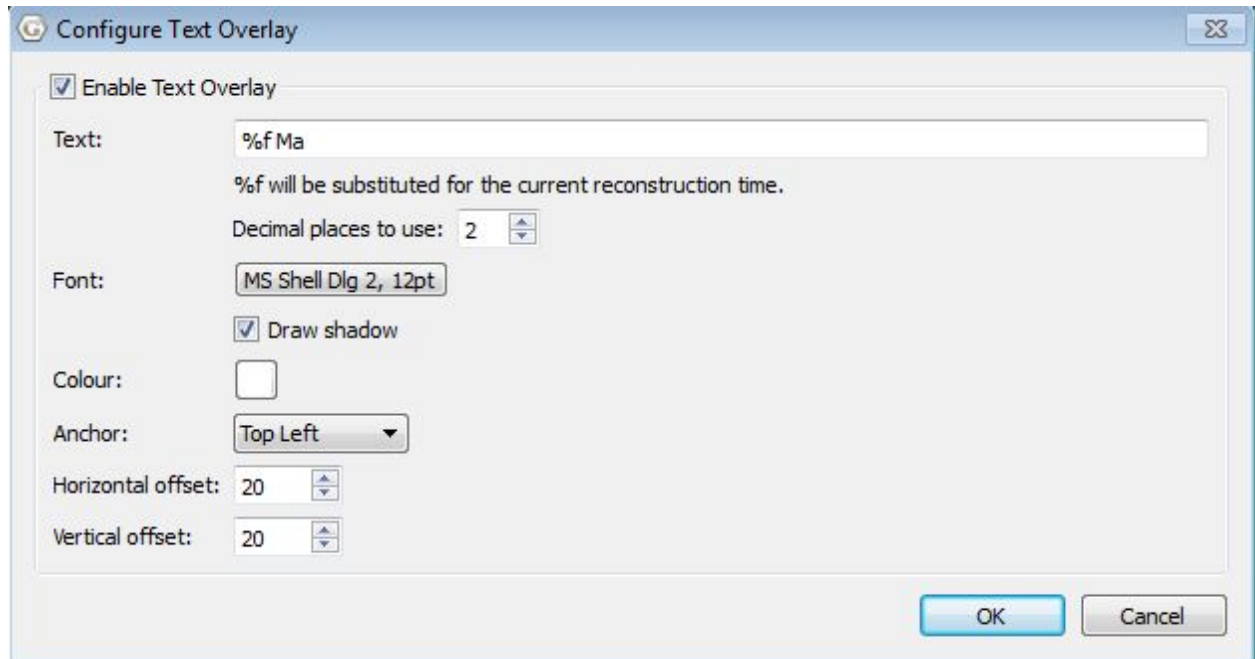 G Configure Text Overlay
Enable Text Overlay
Text: %f Ma
%f will be substituted for the current reconstruction time.
Decimal places to use: 2
Font: MS Shell Dlg 2, 12pt
Draw shadow
Colour:
Anchor: Top Left
Horizontal offset: 20
Vertical offset: 20
OK Cancel